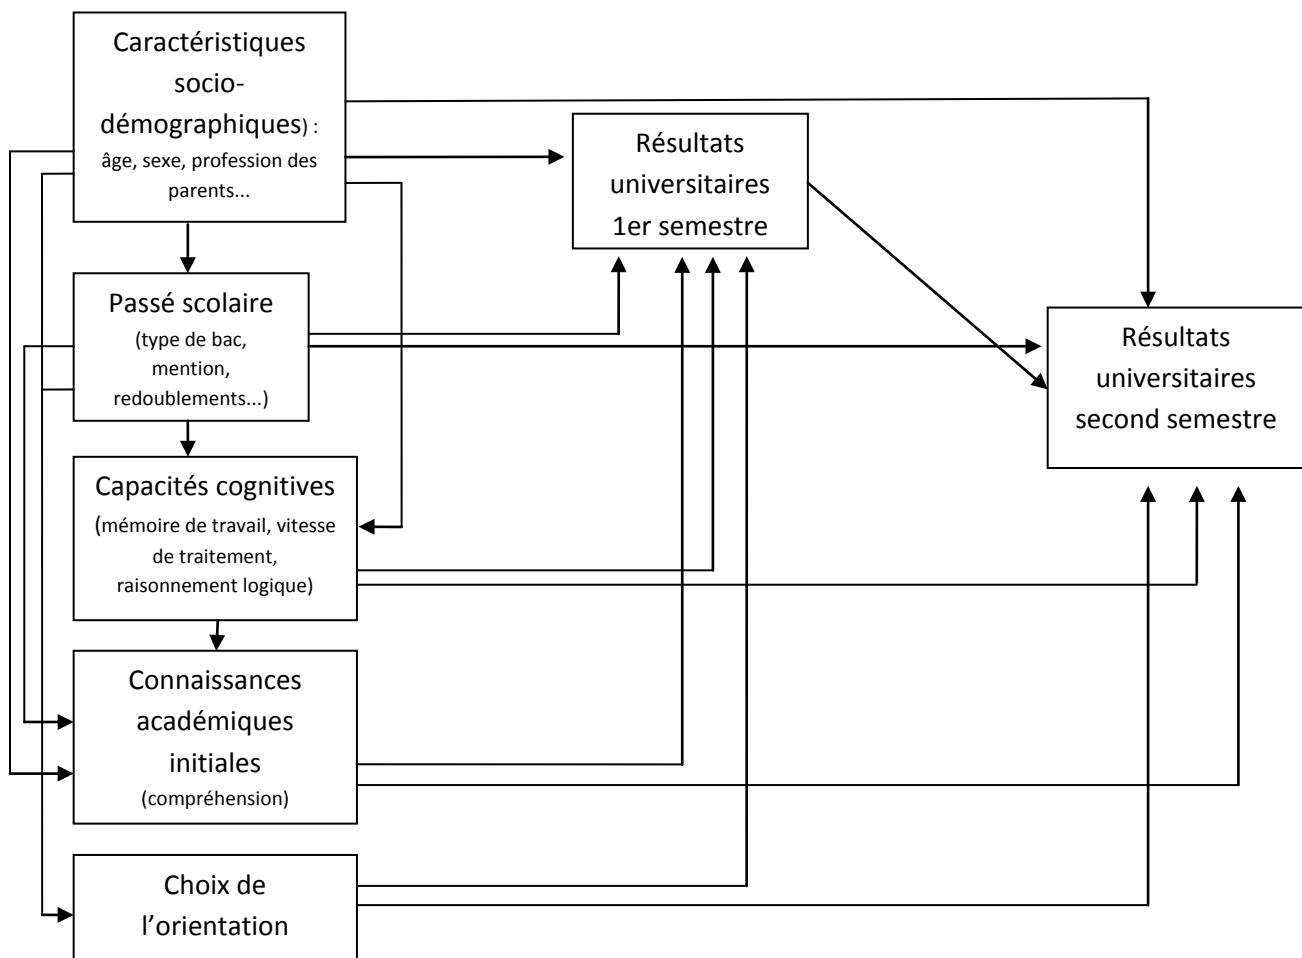 Caractéristiques
socio-
démographiques) :
âge, sexe, profession des
parents...
Résultats
universitaires
1er semestre
Passé scolaire
(type de bac,
mention,
redoublements...)
Résultats
universitaires
second semestre
Capacités cognitives
(mémoire de travail, vitesse
de traitement,
raisonnement logique)
Connaissances
académiques
initiales
(compréhension)
Choix de
l’orientation